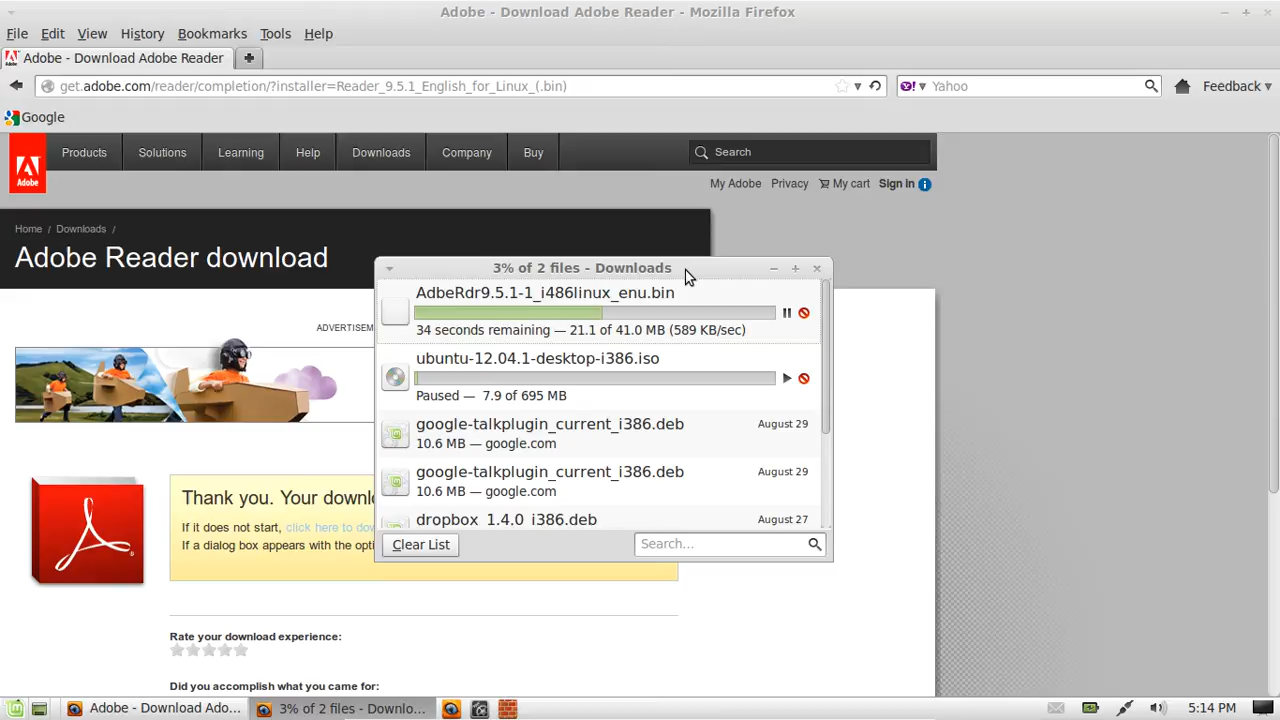 Adobe - Download Adobe Reader - Mozilla Firefox
File Edit View History Bookmarks Tools Help
Adobe - Download Adobe Reader
get.adobe.com/reader/completion/?installer=Reader_9.5.1_English_for_Linux_(.bin)
Yahoo
Feedback
Google
Adobe
Products Solutions Learning Help Downloads Company Buy
Search
My Adobe Privacy My cart Sign in
Home / Downloads /
Adobe Reader download
ADVERTISEM
3% of 2 files - Downloads
AdbeRdr9.5.1-1_i486linux_enu.bin
34 seconds remaining — 21.1 of 41.0 MB (589 KB/sec)
ubuntu-12.04.1-desktop-i386.iso
Paused — 7.9 of 695 MB
google-talkplugin_current_i386.deb August 29
10.6 MB — google.com
google-talkplugin_current_i386.deb August 29
10.6 MB — google.com
dropbox_1.4.0_i386.deb August 27
Clear List
Search...
Thank you. Your downl
If it does not start, click here to dow
If a dialog box appears with the opti
Rate your download experience:
Did you accomplish what you came for:
Adobe - Download Ado...
3% of 2 files - Downlo...
5:14 PM